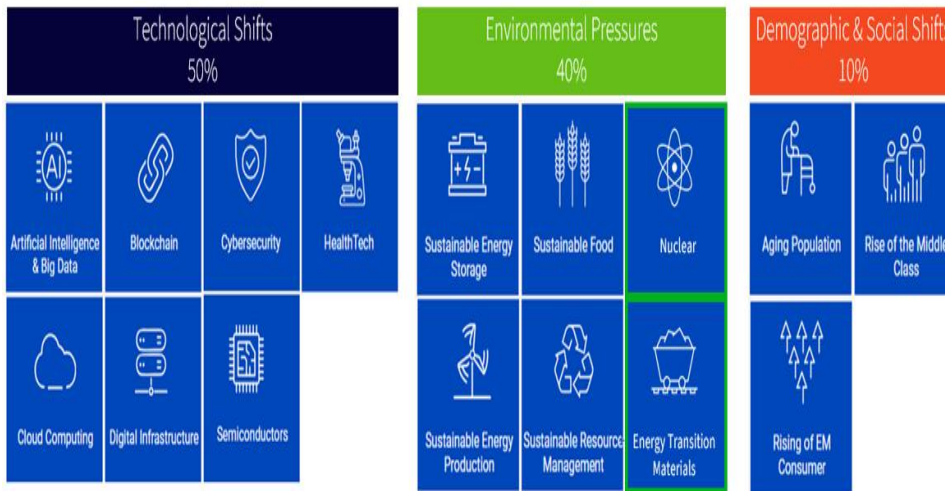 Technological Shifts
50%
Environmental Pressures
40%
Demographic & Social Shifts
10%
AI
Artificial Intelligence
& Big Data
Blockchain
Cybersecurity
HealthTech
Sustainable Energy
Storage
Sustainable Food
Nuclear
Aging Population
Rise of the Middle
Class
Cloud Computing
Digital Infrastructure
Semiconductors
Sustainable Energy
Production
Sustainable Resource
Management
Energy Transition
Materials
Rising of EM
Consumer